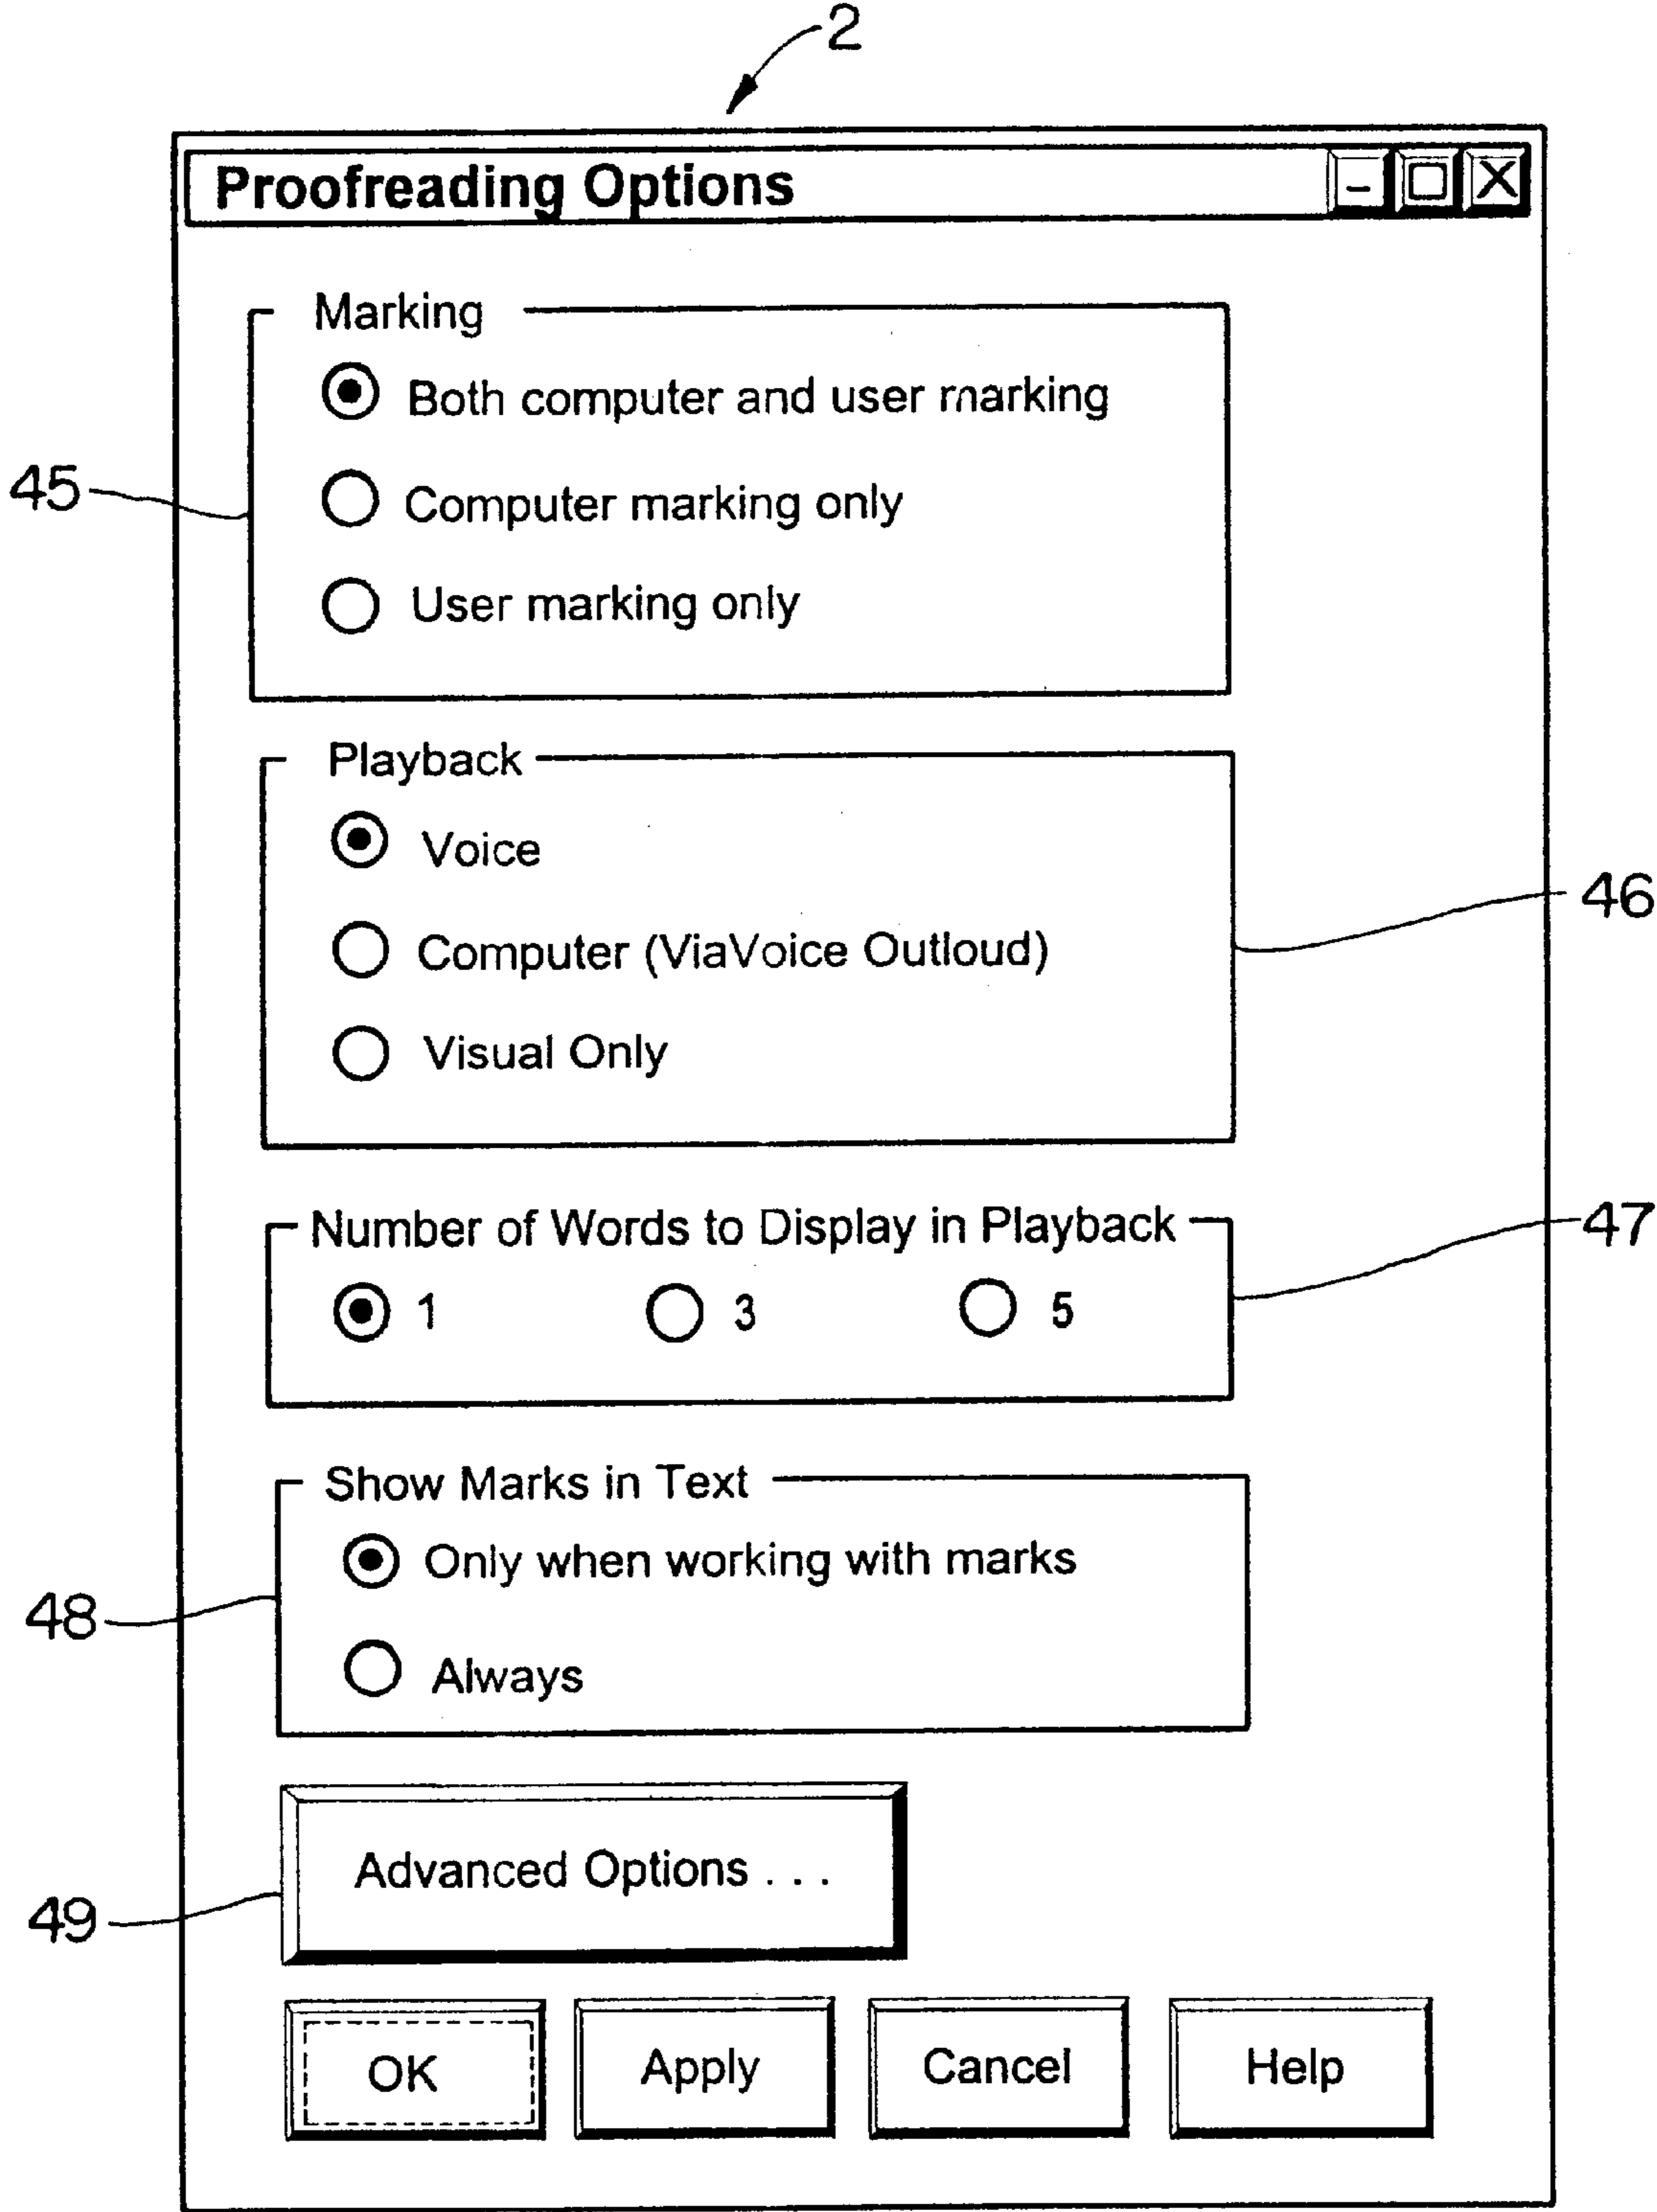 2
Proofreading Options
Marking
Both computer and user marking
45
Computer marking only
User marking only
Playback
Voice
46
Computer (ViaVoice Outloud)
Visual Only
Number of Words to Display in Playback
47
1 3 5
Show Marks in Text
Only when working with marks
48
Always
Advanced Options . . .
49
OK Apply Cancel Help